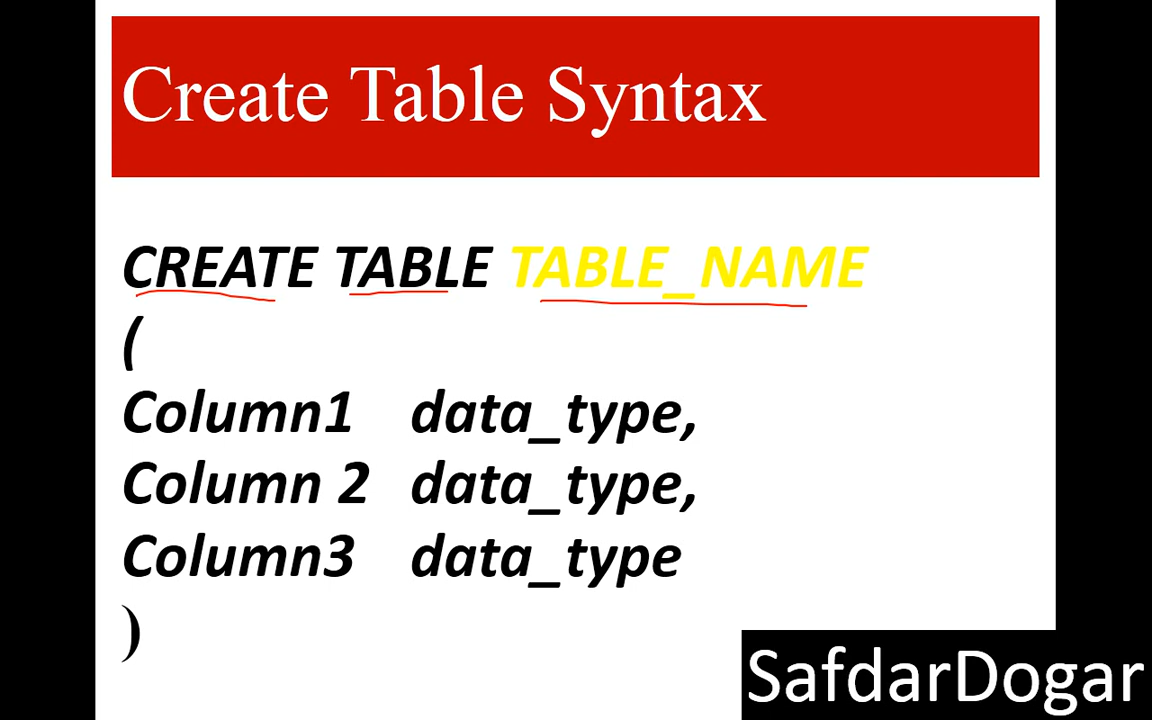 Create Table Syntax
CREATE TABLE TABLE_NAME
(
Column1 data_type,
Column 2 data_type,
Column3 data_type
)
SafdarDogar